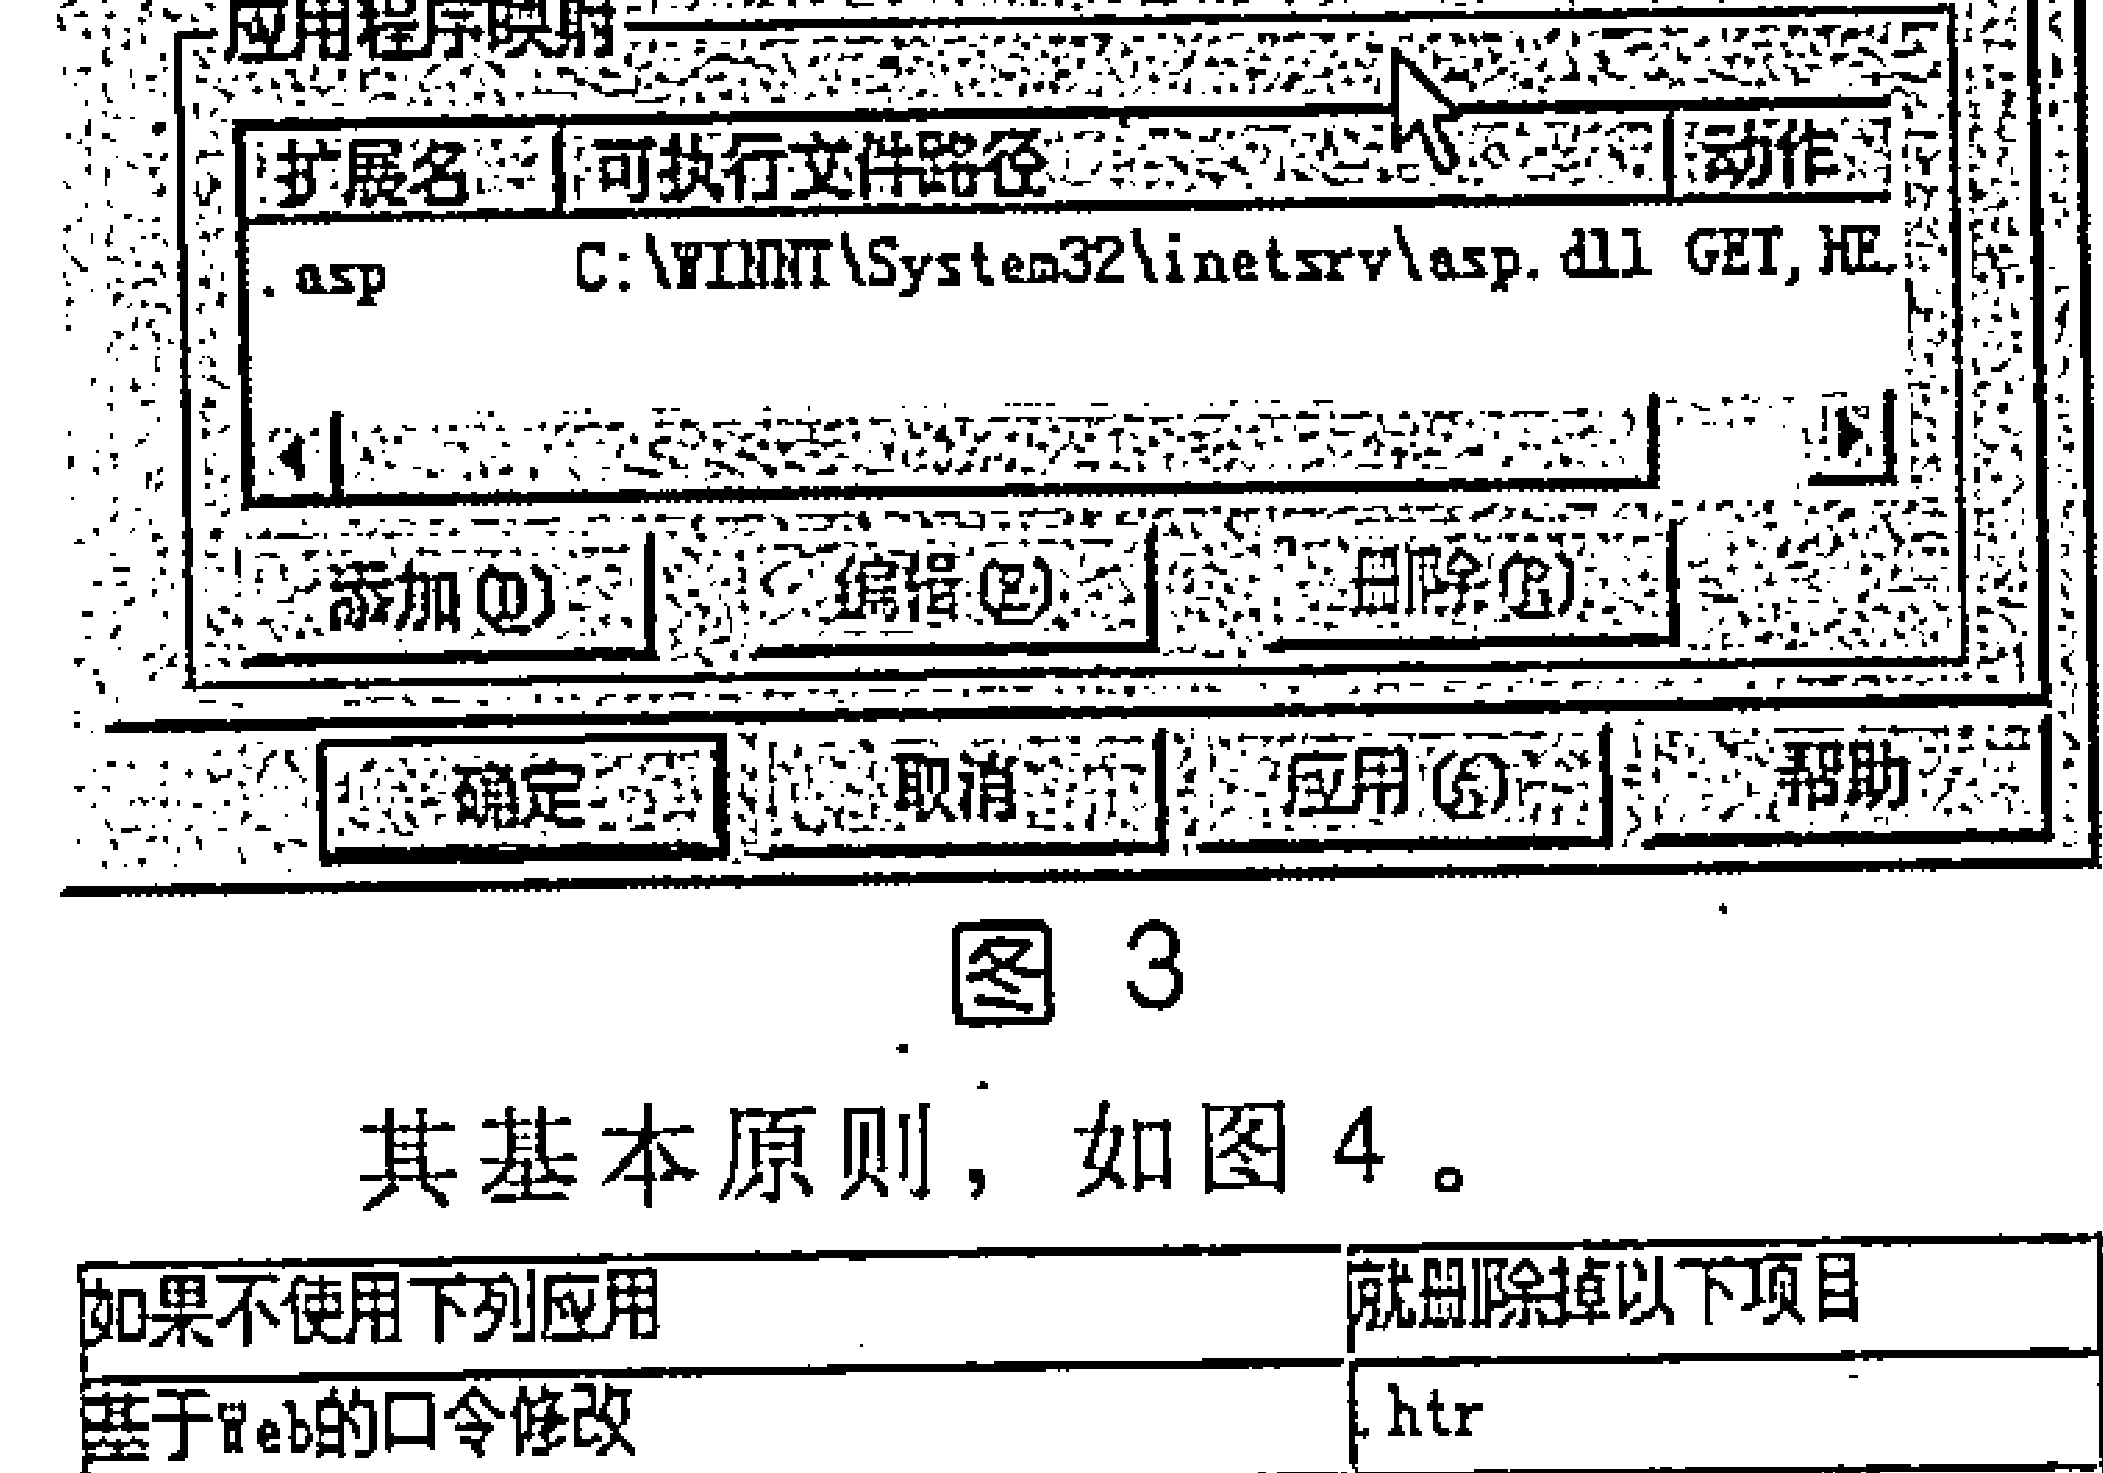 应用程序映射
扩展名 可执行文件路径 动作
.asp C:\WINNT\System32\inetsrv\asp.dll GET,HE
添加(D) 编辑(E) 删除(R)
确定 取消 应用(A) 帮助
图 3
其基本原则，如图 4 。
如果不使用下列应用 就删除掉以下项目
基于Web的口令修改 .htr